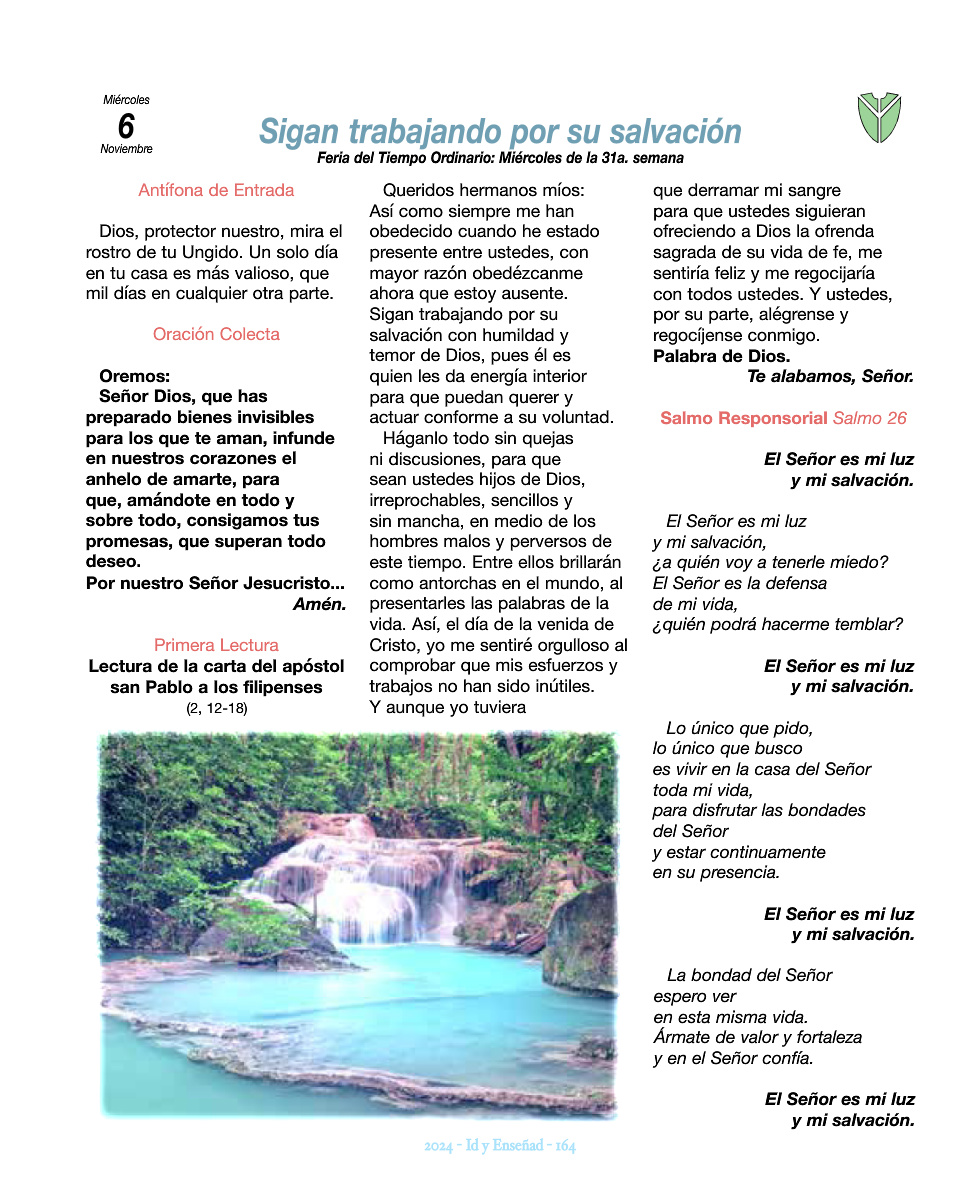 Miércoles
6
Noviembre
Sigan trabajando por su salvación
Feria del Tiempo Ordinario: Miércoles de la 31a. semana
Antífona de Entrada
Dios, protector nuestro, mira el
rostro de tu Ungido. Un solo día
en tu casa es más valioso, que
mil días en cualquier otra parte.
Oración Colecta
Oremos:
Señor Dios, que has
preparado bienes invisibles
para los que te aman, infunde
en nuestros corazones el
anhelo de amarte, para
que, amándote en todo y
sobre todo, consigamos tus
promesas, que superan todo
deseo.
Por nuestro Señor Jesucristo...
Amén.
Primera Lectura
Lectura de la carta del apóstol
san Pablo a los filipenses
(2, 12-18)
Queridos hermanos míos:
Así como siempre me han
obedecido cuando he estado
presente entre ustedes, con
mayor razón obedézcanme
ahora que estoy ausente.
Sigan trabajando por su
salvación con humildad y
temor de Dios, pues él es
quien les da energía interior
para que puedan querer y
actuar conforme a su voluntad.
Háganlo todo sin quejas
ni discusiones, para que
sean ustedes hijos de Dios,
irreprochables, sencillos y
sin mancha, en medio de los
hombres malos y perversos de
este tiempo. Entre ellos brillarán
como antorchas en el mundo, al
presentarles las palabras de la
vida. Así, el día de la venida de
Cristo, yo me sentiré orgulloso al
comprobar que mis esfuerzos y
trabajos no han sido inútiles.
Y aunque yo tuviera
que derramar mi sangre
para que ustedes siguieran
ofreciendo a Dios la ofrenda
sagrada de su vida de fe, me
sentiría feliz y me regocijaría
con todos ustedes. Y ustedes,
por su parte, alégrense y
regocíjense conmigo.
Palabra de Dios.
Te alabamos, Señor.
Salmo Responsorial Salmo 26
El Señor es mi luz
y mi salvación.
El Señor es mi luz
y mi salvación,
¿a quién voy a tenerle miedo?
El Señor es la defensa
de mi vida,
¿quién podrá hacerme temblar?
El Señor es mi luz
y mi salvación.
Lo único que pido,
lo único que busco
es vivir en la casa del Señor
toda mi vida,
para disfrutar las bondades
del Señor
y estar continuamente
en su presencia.
El Señor es mi luz
y mi salvación.
La bondad del Señor
espero ver
en esta misma vida.
Ármate de valor y fortaleza
y en el Señor confía.
El Señor es mi luz
y mi salvación.
2024 - Id y Enseñad - 164